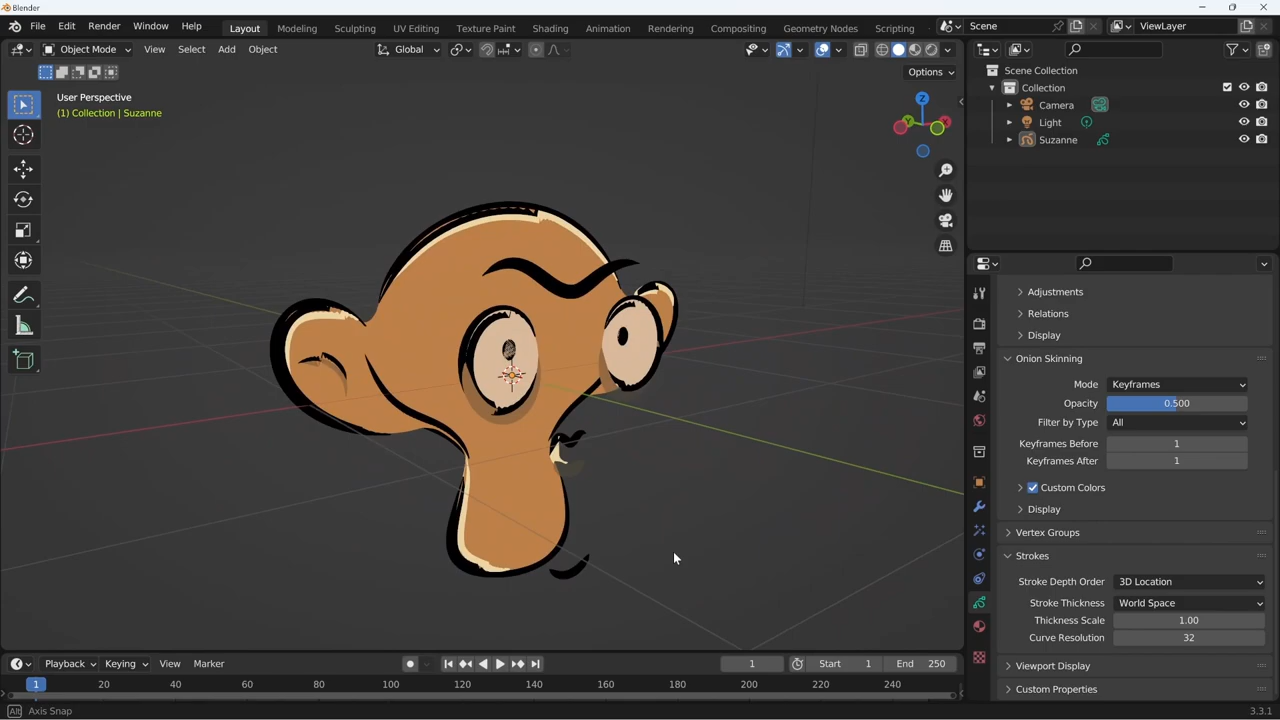 Blender
File Edit Render Window Help
Layout Modeling Sculpting UV Editing Texture Paint Shading Animation Rendering Compositing Geometry Nodes Scripting
Scene
ViewLayer
Object Mode View Select Add Object
Global
Options
User Perspective
(1) Collection | Suzanne
Z
Y
X
Scene Collection
Collection
Camera
Light
Suzanne
Adjustments
Relations
Display
Onion Skinning
Mode Keyframes
Opacity 0.500
Filter by Type All
Keyframes Before 1
Keyframes After 1
Custom Colors
Display
Vertex Groups
Strokes
Stroke Depth Order 3D Location
Stroke Thickness World Space
Thickness Scale 1.00
Curve Resolution 32
Viewport Display
Custom Properties
Playback Keying View Marker
1 Start 1 End 250
1 20 40 60 80 100 120 140 160 180 200 220 240
Alt Axis Snap
3.3.1